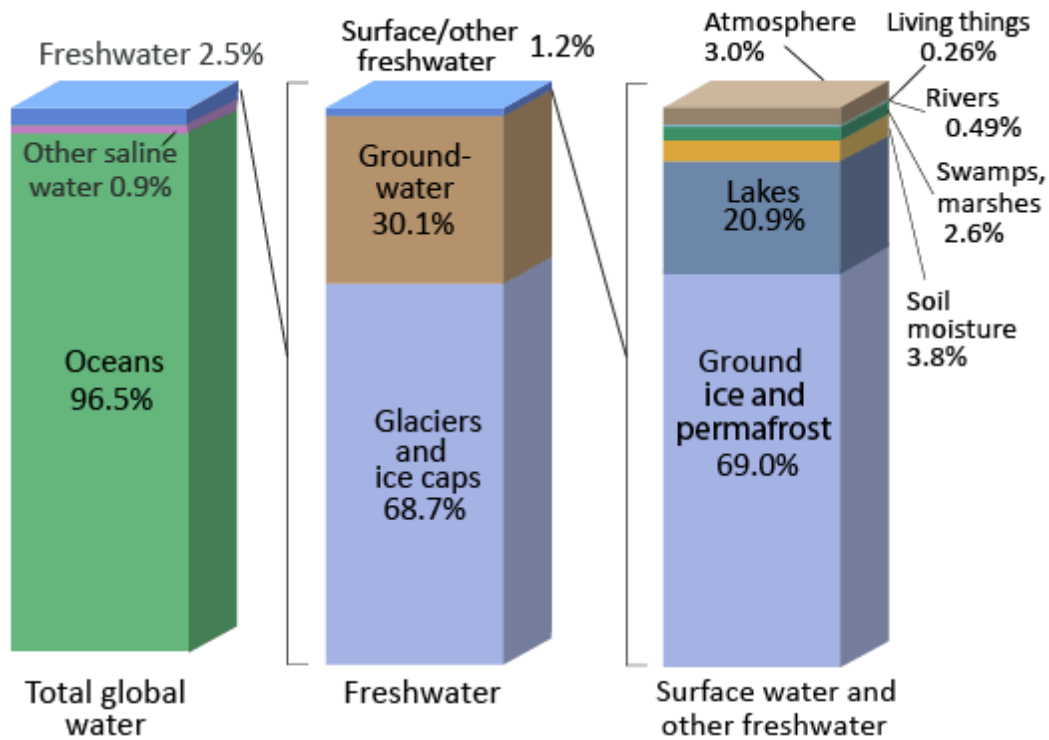 Freshwater 2.5%
Other saline
water 0.9%
Oceans
96.5%
Total global
water
Surface/other
freshwater
1.2%
Ground-
water
30.1%
Glaciers
and
ice caps
68.7%
Freshwater
Atmosphere
3.0%
Living things
0.26%
Rivers
0.49%
Swamps,
marshes
2.6%
Soil
moisture
3.8%
Lakes
20.9%
Ground
ice and
permafrost
69.0%
Surface water and
other freshwater